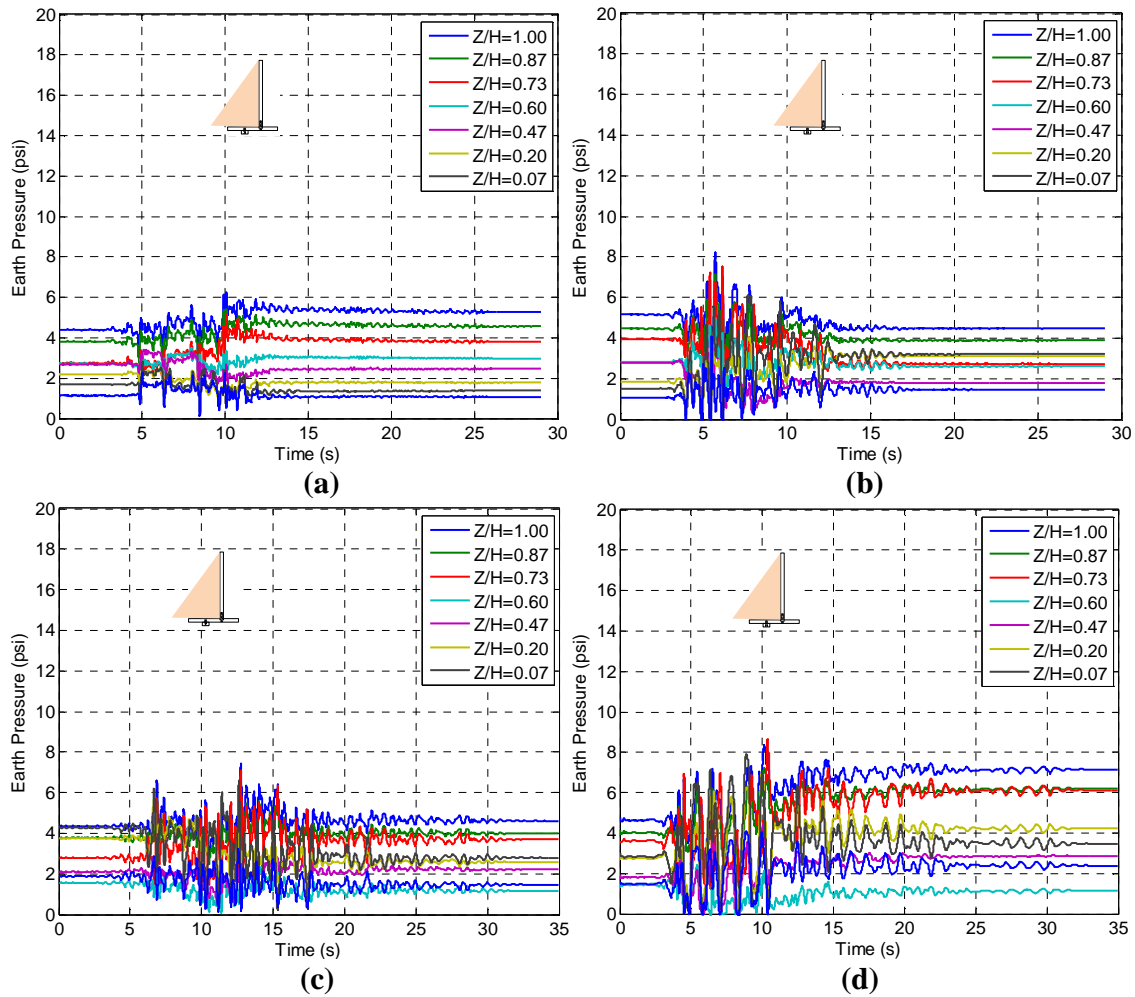 20
18
16
14
12
10
8
6
4
2
0
Earth Pressure (psi)
0 5 10 15 20 25 30
Time (s)
Z/H=1.00
Z/H=0.87
Z/H=0.73
Z/H=0.60
Z/H=0.47
Z/H=0.20
Z/H=0.07
(a)
20
18
16
14
12
10
8
6
4
2
0
Earth Pressure (psi)
0 5 10 15 20 25 30
Time (s)
Z/H=1.00
Z/H=0.87
Z/H=0.73
Z/H=0.60
Z/H=0.47
Z/H=0.20
Z/H=0.07
(b)
20
18
16
14
12
10
8
6
4
2
0
Earth Pressure (psi)
0 5 10 15 20 25 30 35
Time (s)
Z/H=1.00
Z/H=0.87
Z/H=0.73
Z/H=0.60
Z/H=0.47
Z/H=0.20
Z/H=0.07
(c)
20
18
16
14
12
10
8
6
4
2
0
Earth Pressure (psi)
0 5 10 15 20 25 30 35
Time (s)
Z/H=1.00
Z/H=0.87
Z/H=0.73
Z/H=0.60
Z/H=0.47
Z/H=0.20
Z/H=0.07
(d)